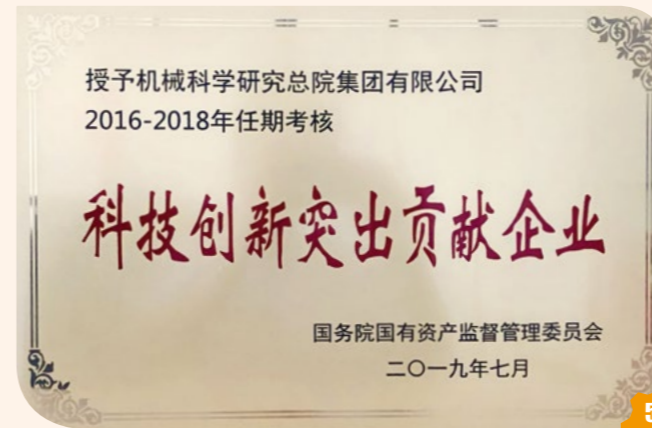 授予机械科学研究总院集团有限公司
2016-2018年任期考核
科技创新突出贡献企业
国务院国有资产监督管理委员会
二〇一九年七月
5